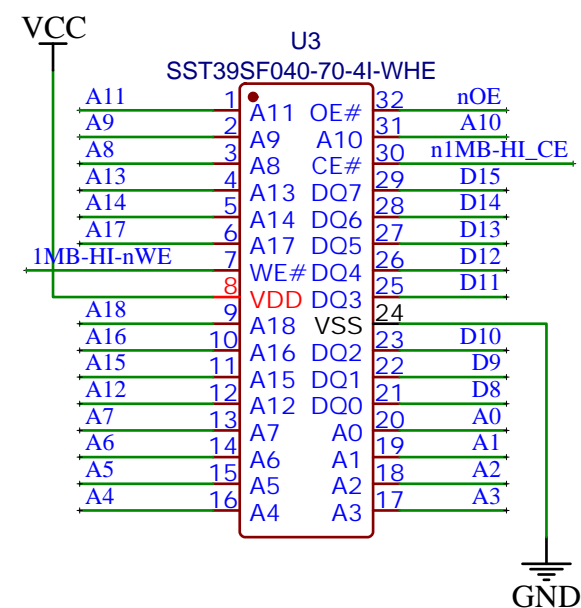 VCC
U3
SST39SF040-70-4I-WHE
A11 1 A11 OE# 32 nOE
A9 2 A9 A10 31 A10
A8 3 A8 CE# 30 n1MB-HI_CE
A13 4 A13 DQ7 29 D15
A14 5 A14 DQ6 28 D14
A17 6 A17 DQ5 27 D13
1MB-HI-nWE 7 WE# DQ4 26 D12
8 VDD DQ3 25 D11
A18 9 A18 VSS 24
A16 10 A16 DQ2 23 D10
A15 11 A15 DQ1 22 D9
A12 12 A12 DQ0 21 D8
A7 13 A7 A0 20 A0
A6 14 A6 A1 19 A1
A5 15 A5 A2 18 A2
A4 16 A4 A3 17 A3
GND